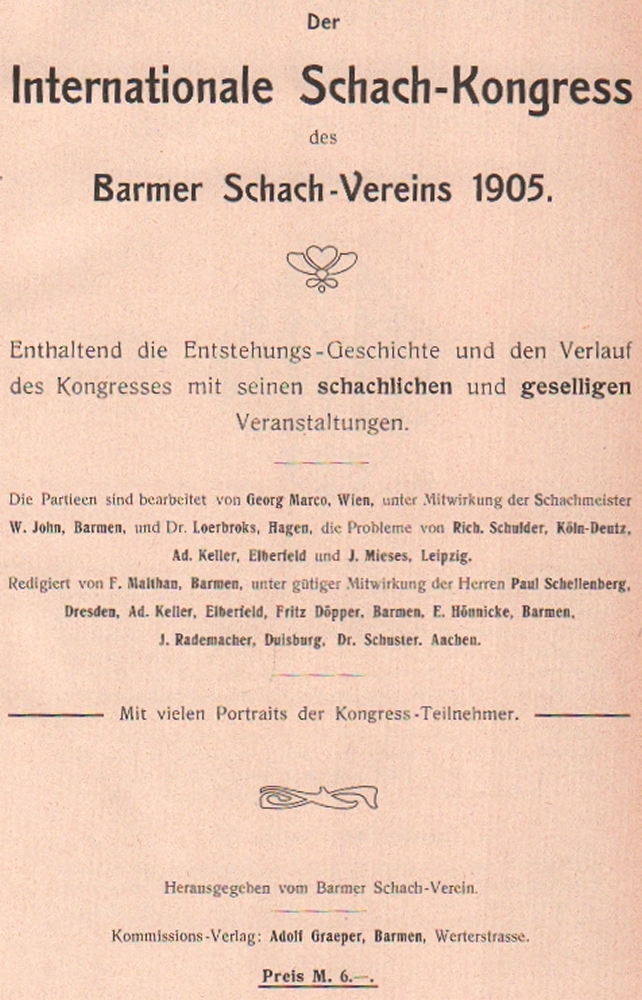 Der
Internationale Schach-Kongress
des
Barmer Schach-Vereins 1905.
Enthaltend die Entstehungs-Geschichte und den Verlauf
des Kongresses mit seinen schachlichen und geselligen
Veranstaltungen.
Die Partieen sind bearbeitet von Georg Marco, Wien, unter Mitwirkung der Schachmeister
W. John, Barmen, und Dr. Loerbroks, Hagen, die Probleme von Rich. Schulder, Köln-Deutz,
Ad. Keller, Elberfeld und J. Mieses, Leipzig.
Redigiert von F. Malthan, Barmen, unter gütiger Mitwirkung der Herren Paul Schellenberg,
Dresden, Ad. Keller, Elberfeld, Fritz Döpper, Barmen, E. Hönnicke, Barmen,
J. Rademacher, Duisburg, Dr. Schuster. Aachen.
Mit vielen Portraits der Kongress-Teilnehmer.
Herausgegeben vom Barmer Schach-Verein.
Kommissions-Verlag: Adolf Graeper, Barmen, Werterstrasse.
Preis M. 6.—.